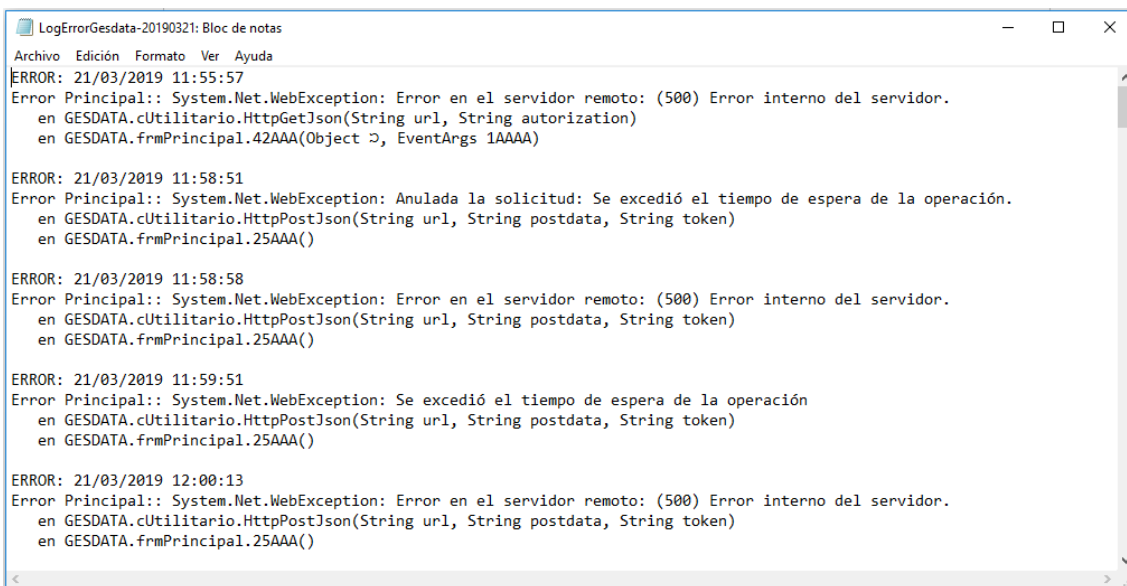 LogErrorGesdata-20190321: Bloc de notas
Archivo Edición Formato Ver Ayuda
ERROR: 21/03/2019 11:55:57
Error Principal:: System.Net.WebException: Error en el servidor remoto: (500) Error interno del servidor.
en GESDATA.cUtilitario.HttpGetJson(String url, String autorization)
en GESDATA.frmPrincipal.42AAA(Object , EventArgs 1AAAA)
ERROR: 21/03/2019 11:58:51
Error Principal:: System.Net.WebException: Anulada la solicitud: Se excedió el tiempo de espera de la operación.
en GESDATA.cUtilitario.HttpPostJson(String url, String postdata, String token)
en GESDATA.frmPrincipal.25AAA()
ERROR: 21/03/2019 11:58:58
Error Principal:: System.Net.WebException: Error en el servidor remoto: (500) Error interno del servidor.
en GESDATA.cUtilitario.HttpPostJson(String url, String postdata, String token)
en GESDATA.frmPrincipal.25AAA()
ERROR: 21/03/2019 11:59:51
Error Principal:: System.Net.WebException: Se excedió el tiempo de espera de la operación
en GESDATA.cUtilitario.HttpPostJson(String url, String postdata, String token)
en GESDATA.frmPrincipal.25AAA()
ERROR: 21/03/2019 12:00:13
Error Principal:: System.Net.WebException: Error en el servidor remoto: (500) Error interno del servidor.
en GESDATA.cUtilitario.HttpPostJson(String url, String postdata, String token)
en GESDATA.frmPrincipal.25AAA()